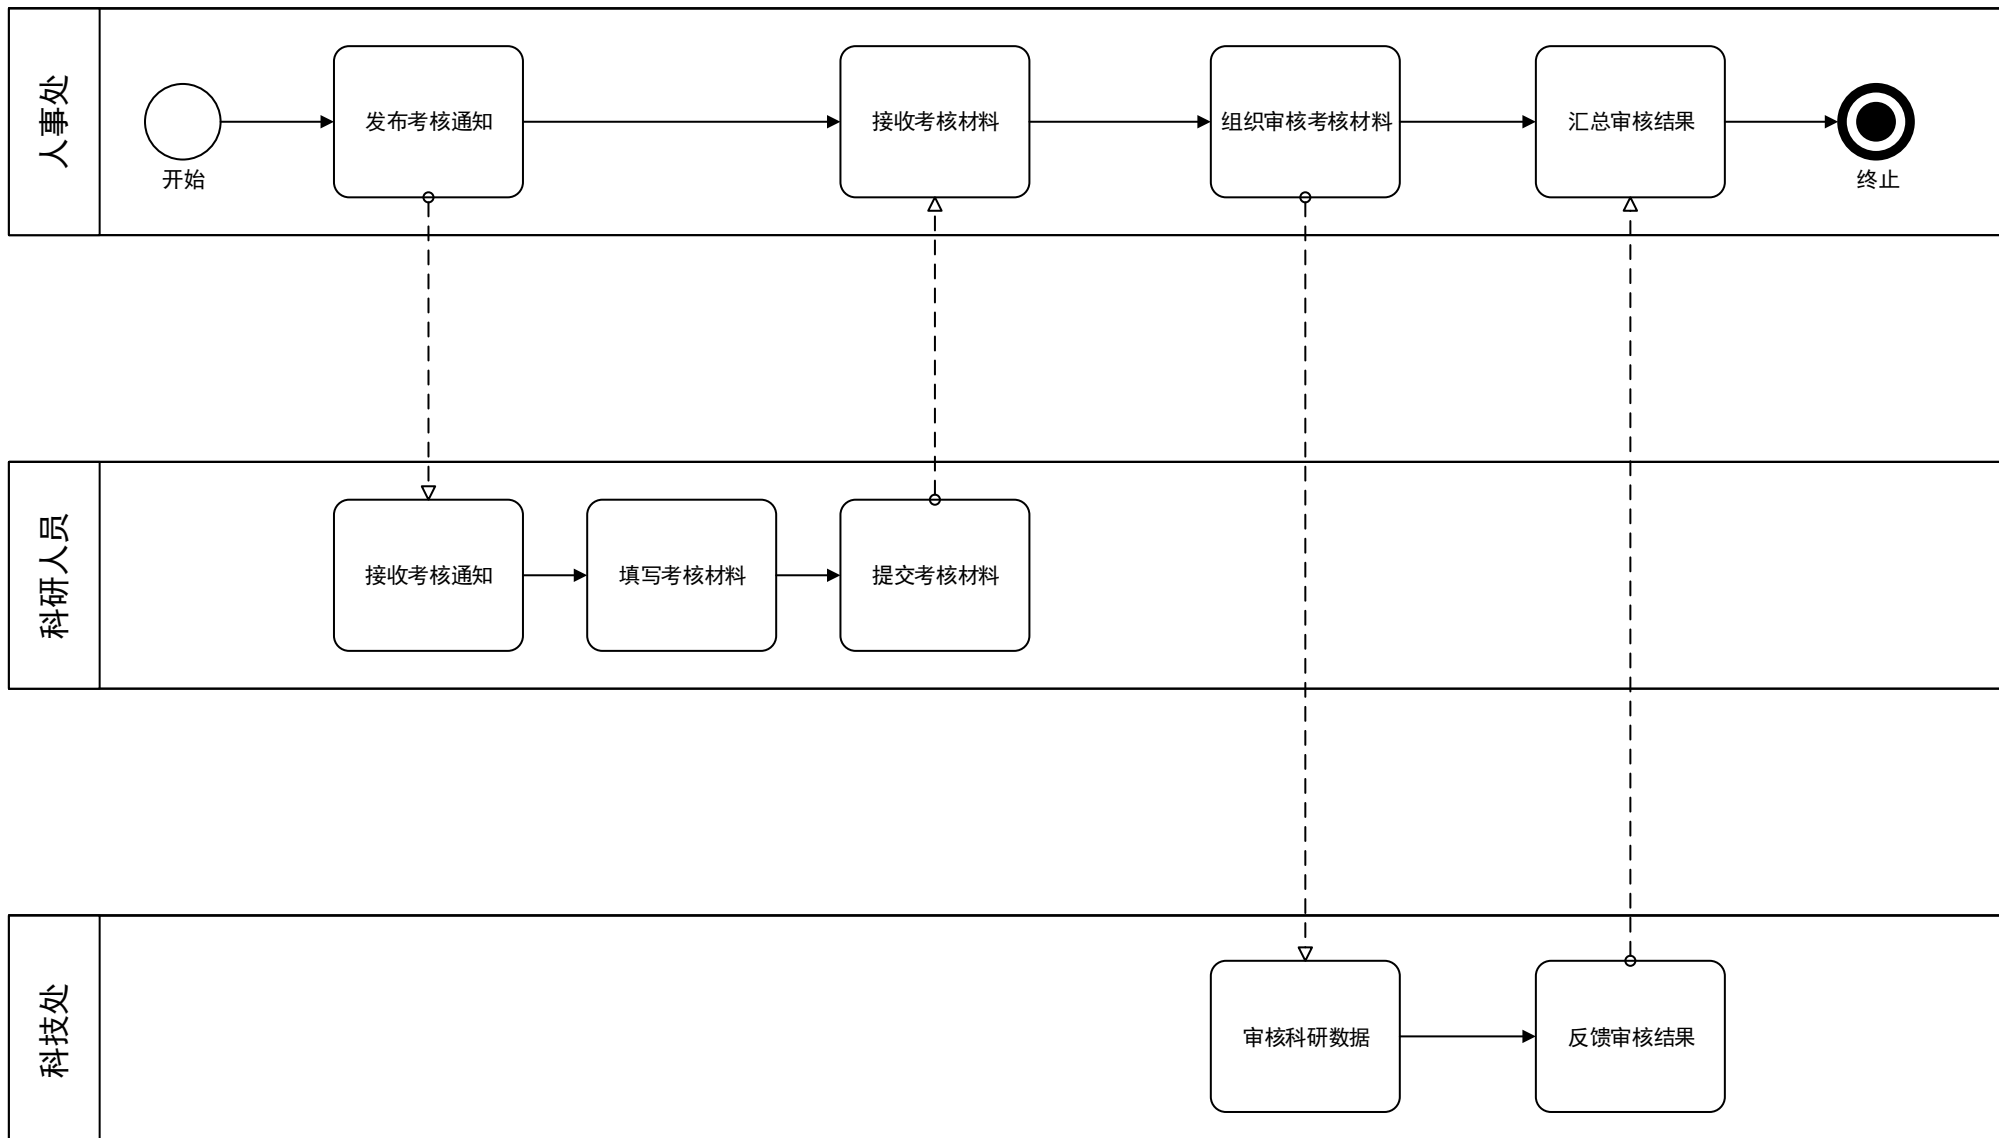 人事处
开始
发布考核通知
接收考核材料
组织审核考核材料
汇总审核结果
终止
科研人员
接收考核通知
填写考核材料
提交考核材料
科技处
审核科研数据
反馈审核结果